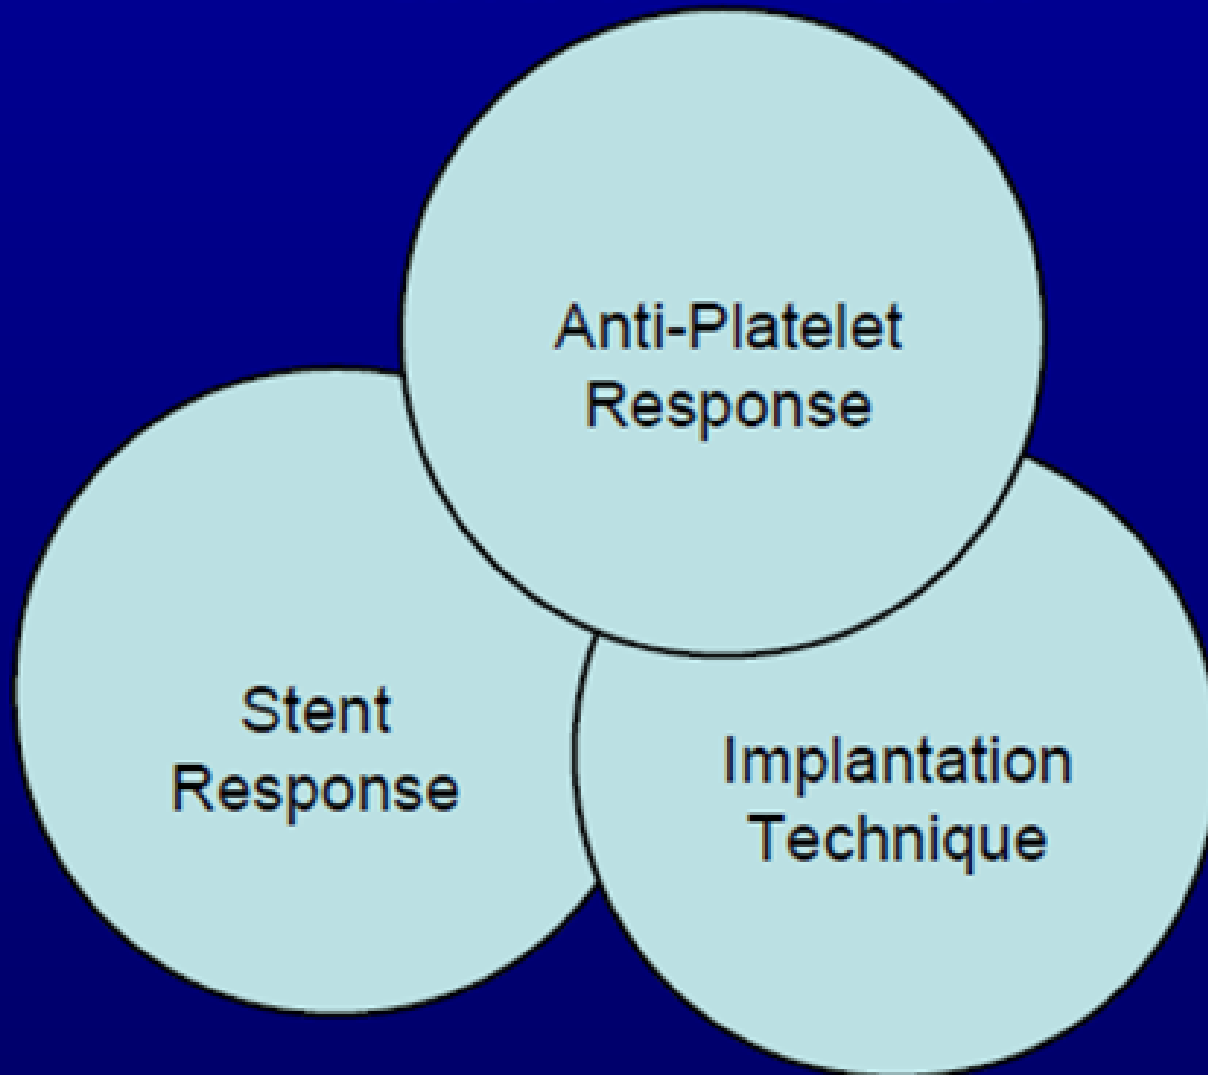 Anti-Platelet
Response
Stent
Response
Implantation
Technique